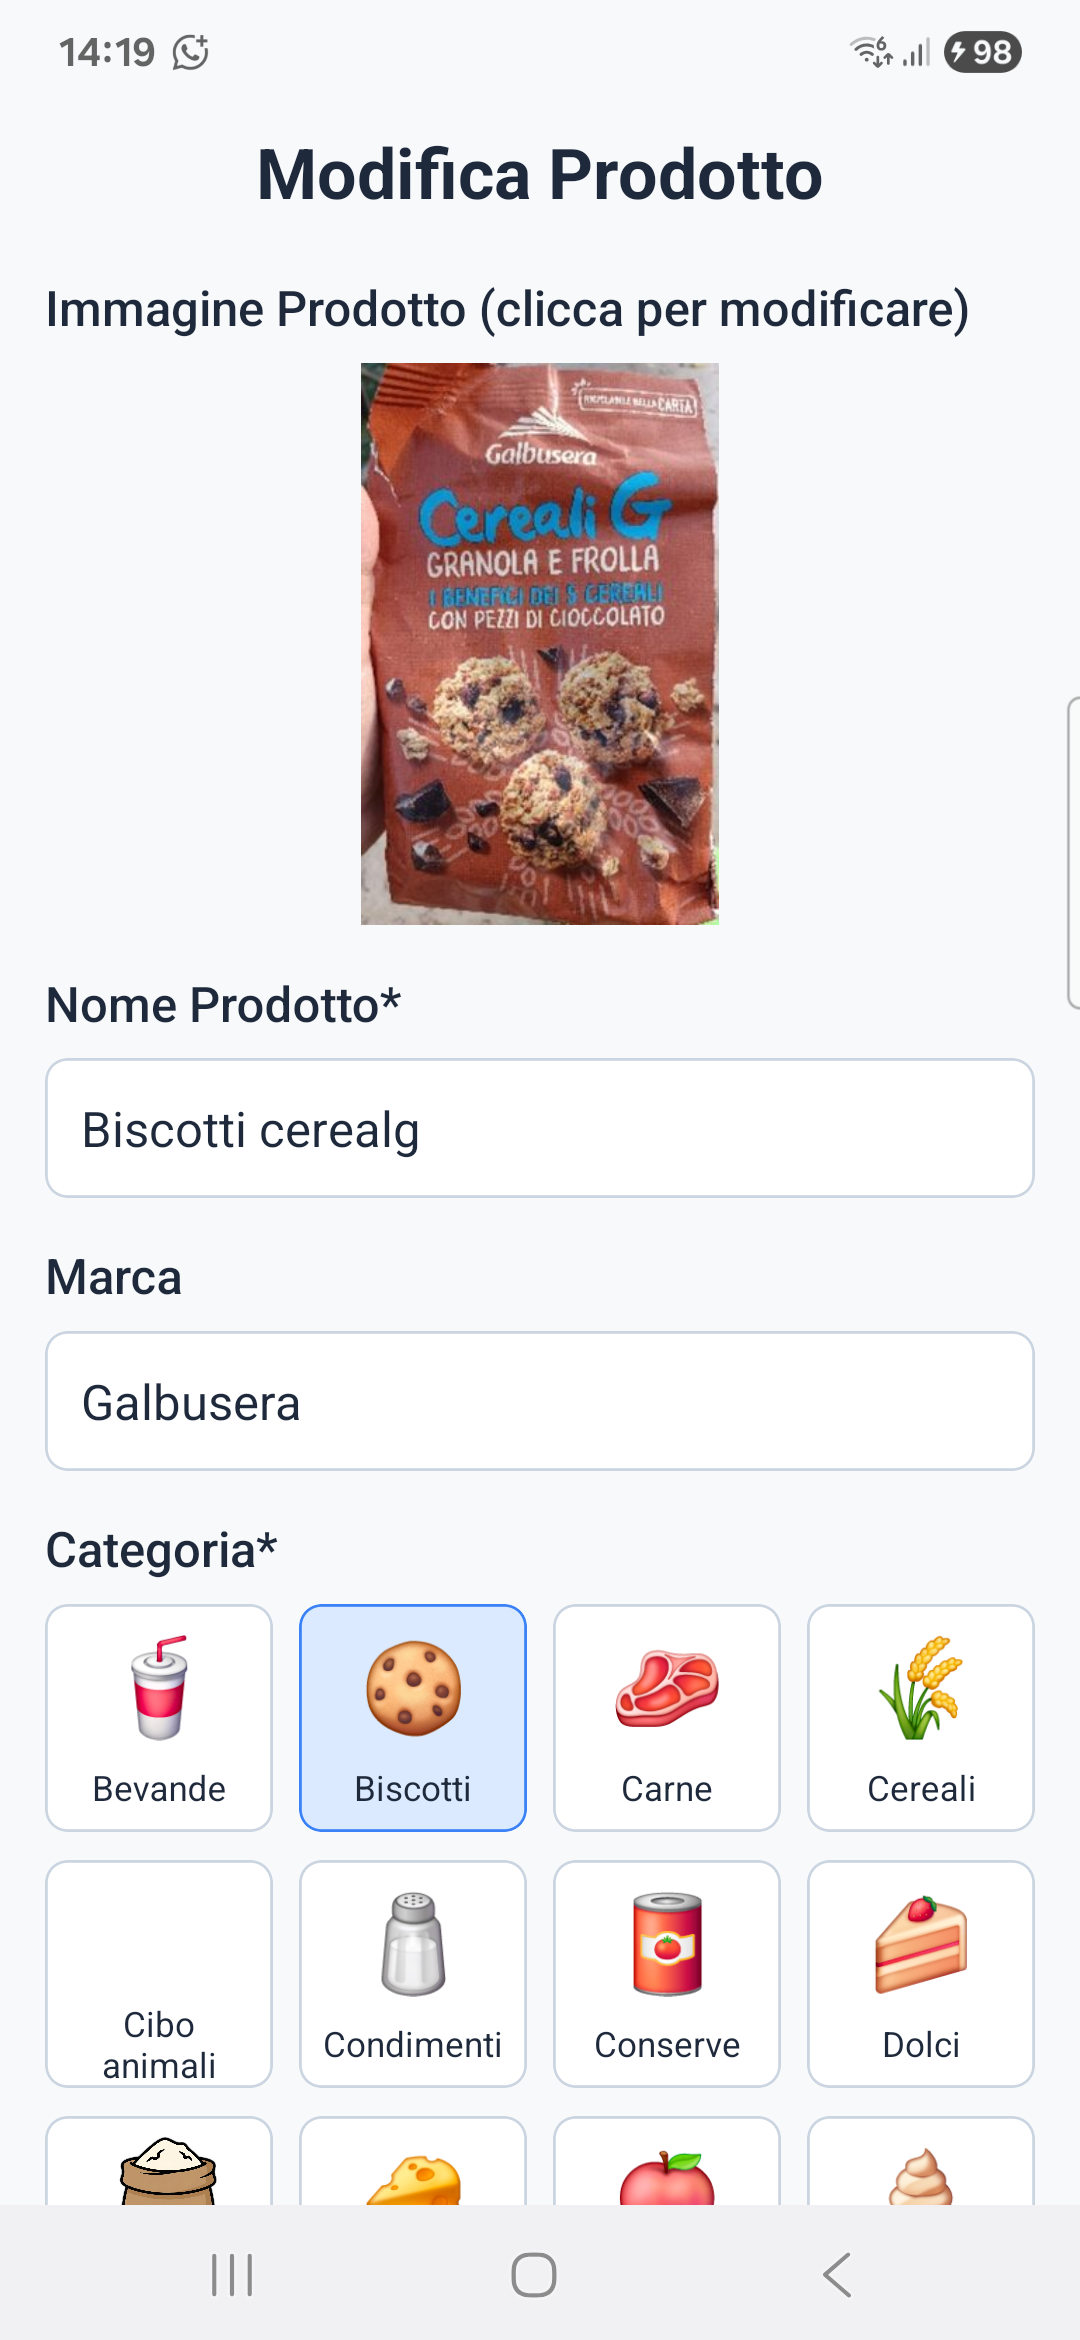 14:19
6
98
Modifica Prodotto
Immagine Prodotto (clicca per modificare)
RICICLABILE NELLA CARTA
Galbusera
Cereali G
GRANOLA E FROLLA
I BENEFICI DEI 5 CEREALI
CON PEZZI DI CIOCCOLATO
Nome Prodotto*
Biscotti cerealg
Marca
Galbusera
Categoria*
Bevande
Biscotti
Carne
Cereali
Cibo
animali
Condimenti
Conserve
Dolci